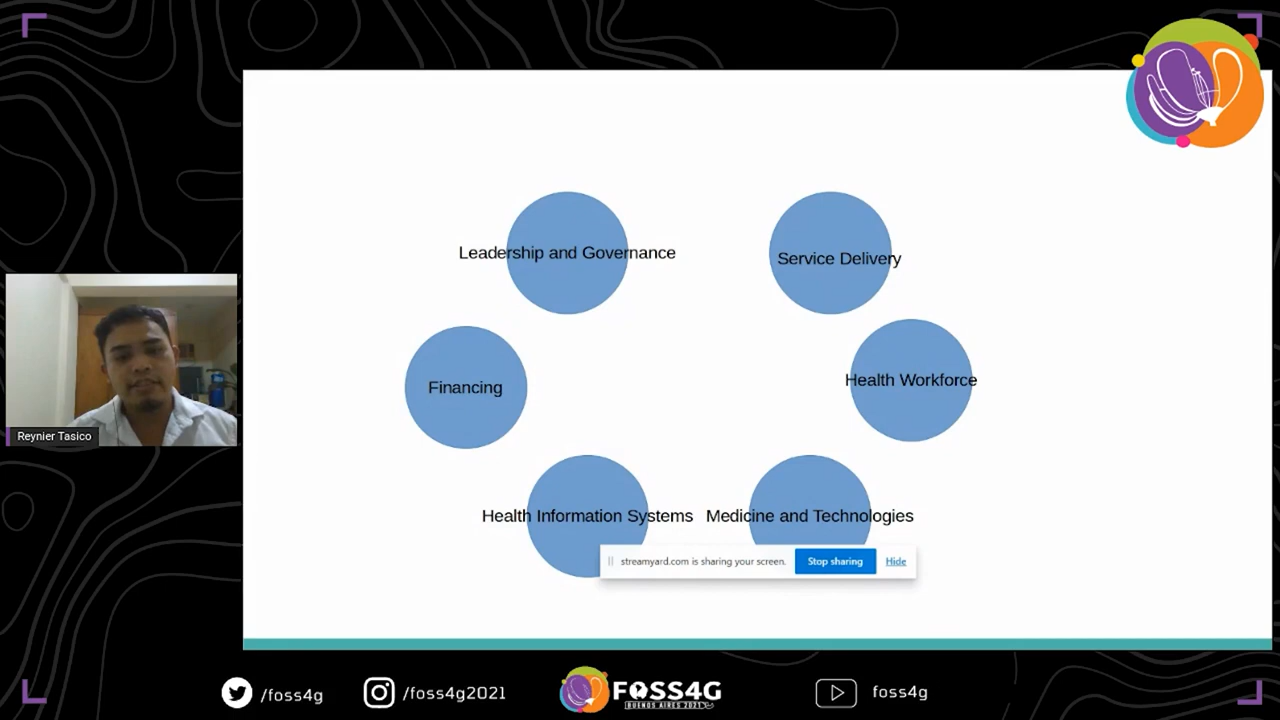 Leadership and Governance
Service Delivery
Financing
Health Workforce
Health Information Systems
Medicine and Technologies
streamyard.com is sharing your screen.
Stop sharing
Hide
Reynier Tasico
/foss4g
/foss4g2021
FOSS4G
BUENOS AIRES 2021
foss4g